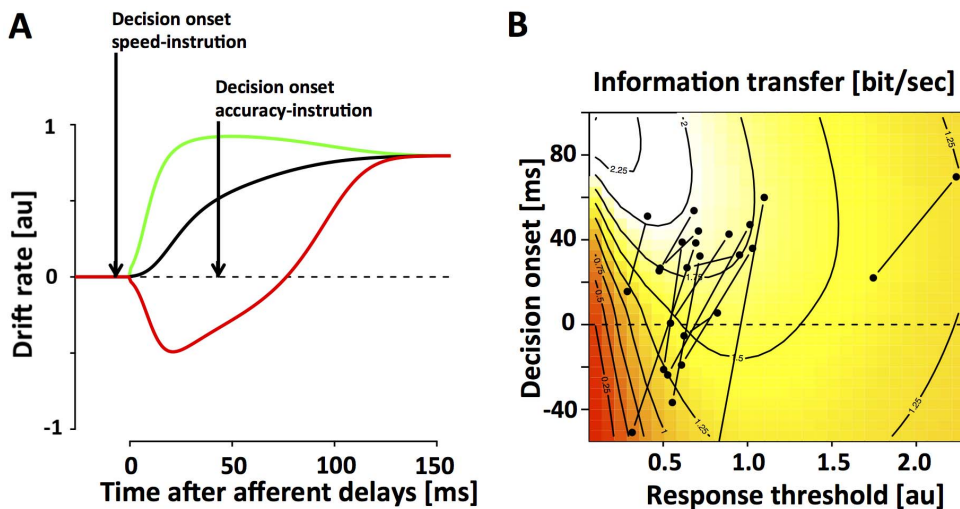 A
Decision onset
speed-instrution
Decision onset
accuracy-instrution
Drift rate [au]
1
0
-1
0
50
100
150
Time after afferent delays [ms]
B
Information transfer [bit/sec]
Decision onset [ms]
80
40
0
-40
2
2.25
1.25
1.75
0.75
0.5
0.25
1.5
1
1.25
1.25
0.5
1.0
1.5
2.0
Response threshold [au]